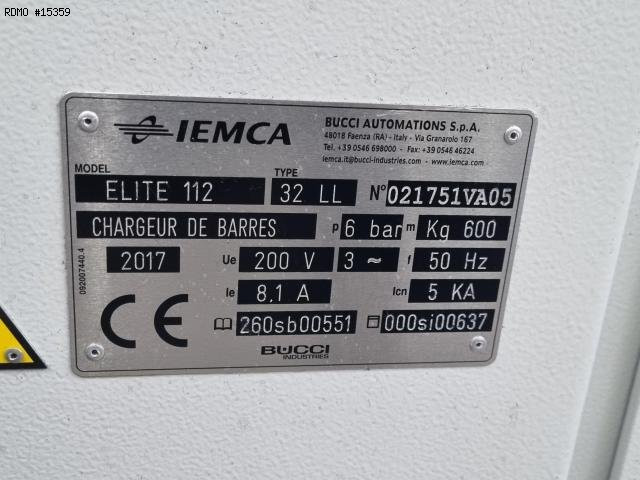 RDMO #15359
IEMCA
BUCCI AUTOMATIONS S.p.A.
48018 Faenza (RA) - Italy - Via Granarolo 167
Tel. +39 0546 698000 - Fax: +39 0546 46224
iemca.it@bucci-industries.com - www.iemca.com
MODEL TYPE
ELITE 112 32 LL N° 021751VA05
CHARGEUR DE BARRES p 6 bar m Kg 600
2017 Ue 200 V 3 ~ f 50 Hz
Ie 8,1 A Icn 5 KA
CE
260sb00551 000si00637
BUCCI
INDUSTRIES
092007440.4